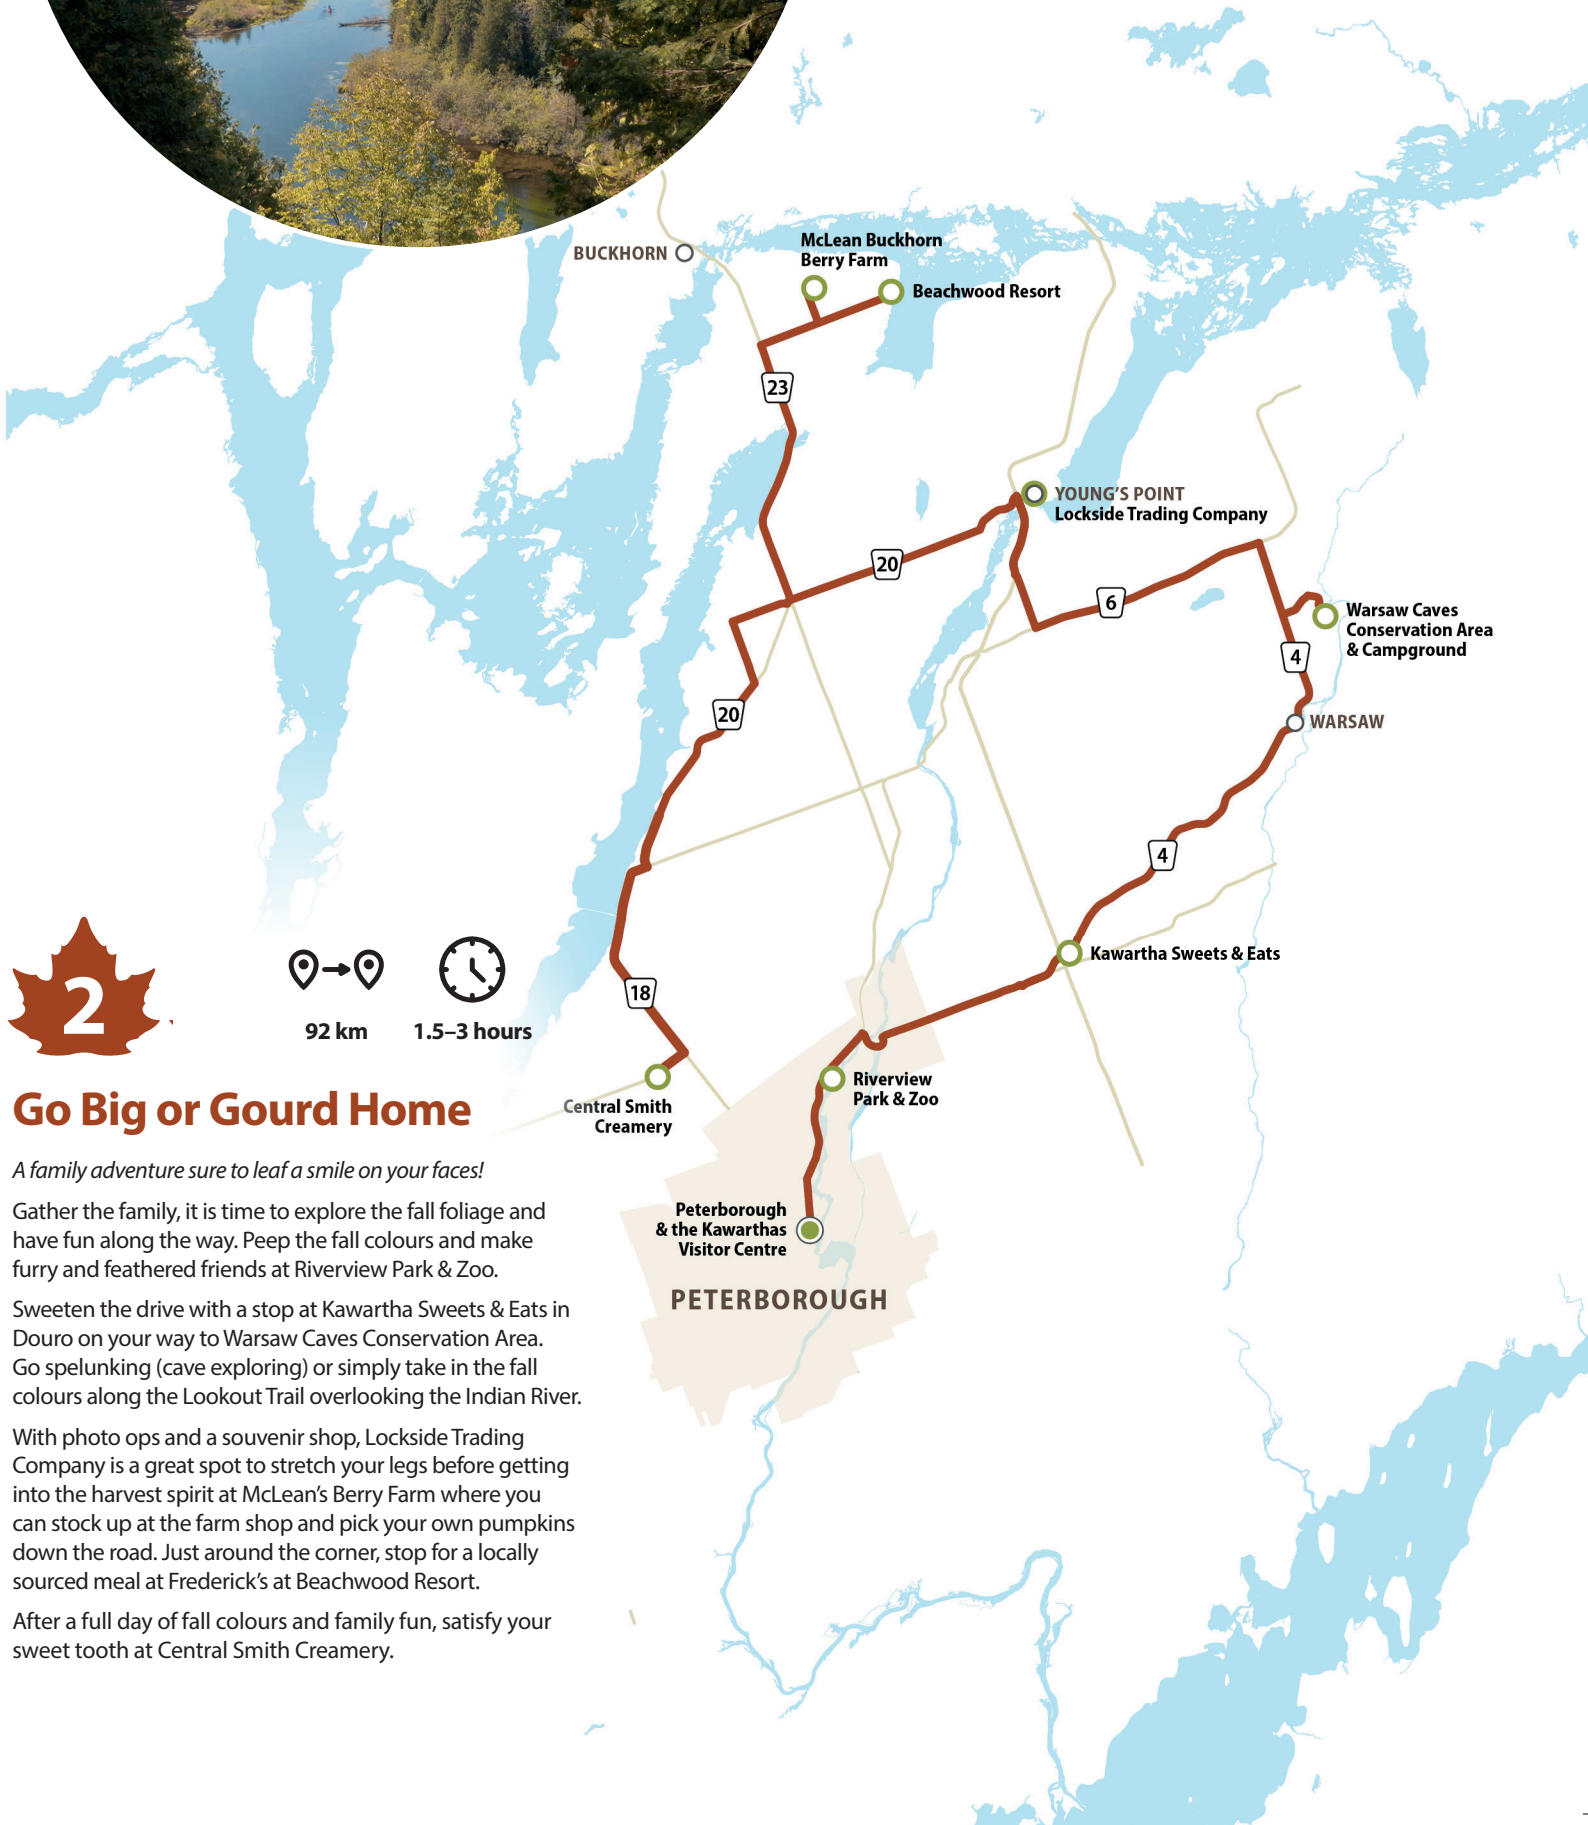 BUCKHORN
McLean Buckhorn
Berry Farm
Beachwood Resort
23
YOUNG'S POINT
Lockside Trading Company
20
6
Warsaw Caves
Conservation Area
& Campground
4
20
WARSAW
4
Kawartha Sweets & Eats
18
Riverview
Park & Zoo
Central Smith
Creamery
Peterborough
& the Kawarthas
Visitor Centre
PETERBOROUGH
2
92 km
1.5–3 hours
Go Big or Gourd Home
A family adventure sure to leaf a smile on your faces!
Gather the family, it is time to explore the fall foliage and
have fun along the way. Peep the fall colours and make
furry and feathered friends at Riverview Park & Zoo.
Sweeten the drive with a stop at Kawartha Sweets & Eats in
Douro on your way to Warsaw Caves Conservation Area.
Go spelunking (cave exploring) or simply take in the fall
colours along the Lookout Trail overlooking the Indian River.
With photo ops and a souvenir shop, Lockside Trading
Company is a great spot to stretch your legs before getting
into the harvest spirit at McLean's Berry Farm where you
can stock up at the farm shop and pick your own pumpkins
down the road. Just around the corner, stop for a locally
sourced meal at Frederick's at Beachwood Resort.
After a full day of fall colours and family fun, satisfy your
sweet tooth at Central Smith Creamery.